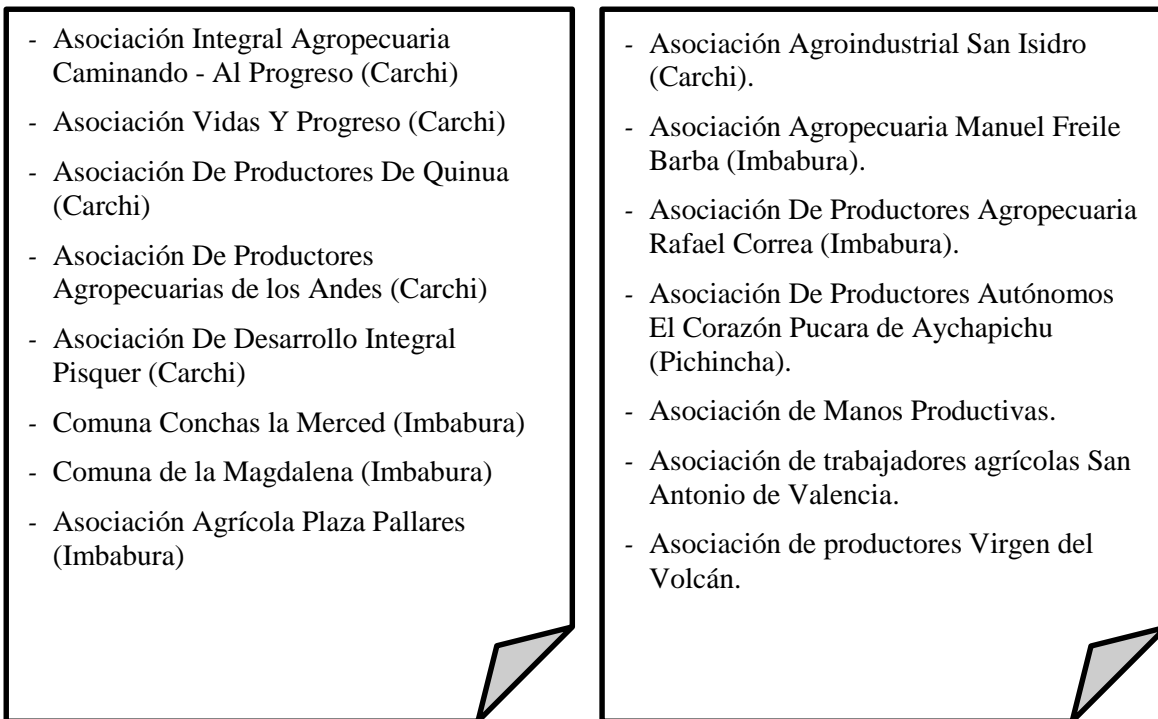 - Asociación Integral Agropecuaria
Caminando - Al Progreso (Carchi)
- Asociación Vidas Y Progreso (Carchi)
- Asociación De Productores De Quinua
(Carchi)
- Asociación De Productores
Agropecuarias de los Andes (Carchi)
- Asociación De Desarrollo Integral
Pisquer (Carchi)
- Comuna Conchas la Merced (Imbabura)
- Comuna de la Magdalena (Imbabura)
- Asociación Agrícola Plaza Pallares
(Imbabura)
- Asociación Agroindustrial San Isidro
(Carchi).
- Asociación Agropecuaria Manuel Freile
Barba (Imbabura).
- Asociación De Productores Agropecuaria
Rafael Correa (Imbabura).
- Asociación De Productores Autónomos
El Corazón Pucara de Aychapichu
(Pichincha).
- Asociación de Manos Productivas.
- Asociación de trabajadores agrícolas San
Antonio de Valencia.
- Asociación de productores Virgen del
Volcán.